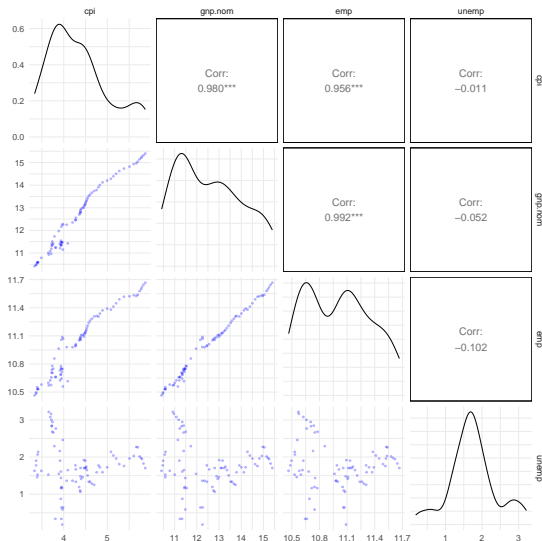 cpi gnp.nom emp unemp
0.6
0.4
0.2
0.0
Corr:
0.980***
Corr:
0.956***
Corr:
−0.011
cpi
15
14
13
12
11
Corr:
0.992***
Corr:
−0.052
gnp.nom
11.7
11.4
11.1
10.8
10.5
Corr:
−0.102
emp
3
2
1
unemp
4 5 11 12 13 14 15 10.5 10.8 11.1 11.4 11.7 1 2 3